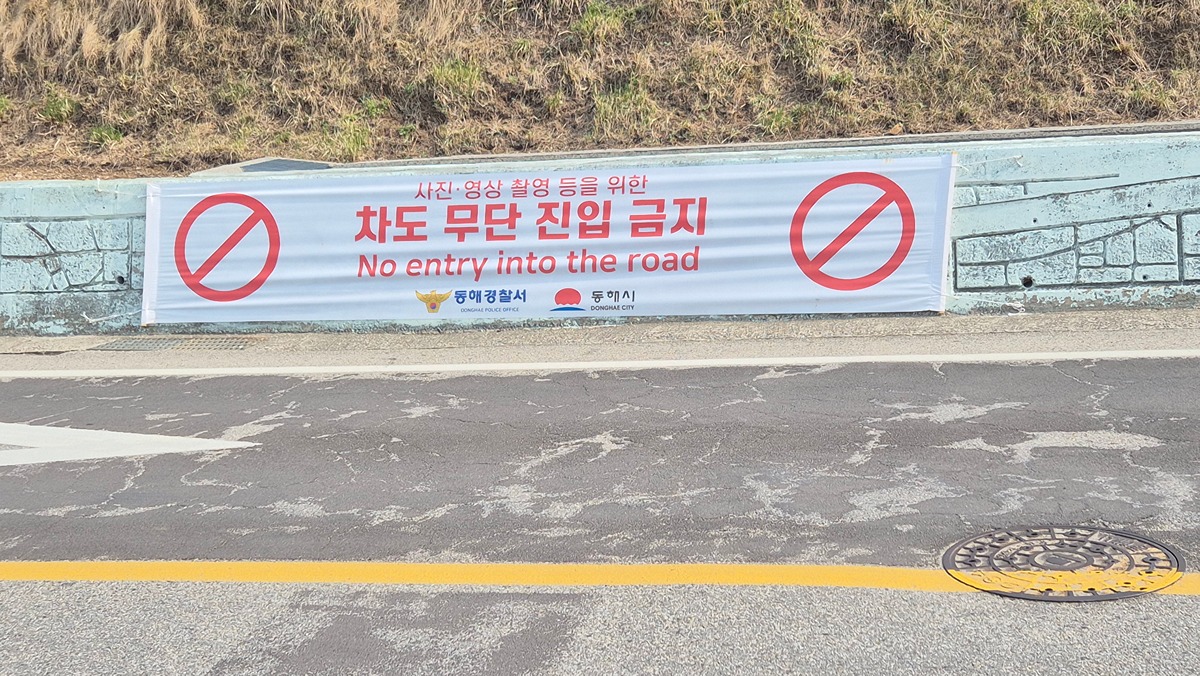 사진·영상 촬영 등을 위한
차도 무단 진입 금지
No entry into the road
동해경찰서
DONGHAE POLICE OFFICE
동해시
DONGHAE CITY